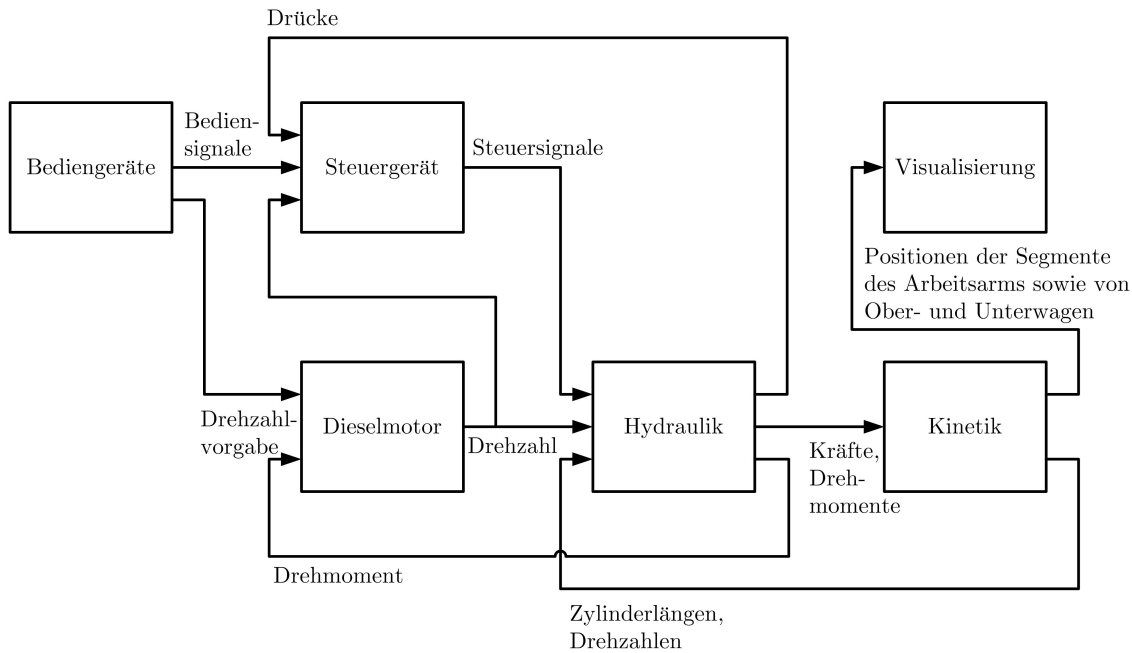 Drücke
Bediengeräte
Bedien-
signale
Steuergerät
Steuersignale
Visualisierung
Positionen der Segmente
des Arbeitsarms sowie von
Ober- und Unterwagen
Drehzahl-
vorgabe
Dieselmotor
Drehzahl
Hydraulik
Kräfte,
Dreh-
momente
Kinetik
Drehmoment
Zylinderlängen,
Drehzahlen